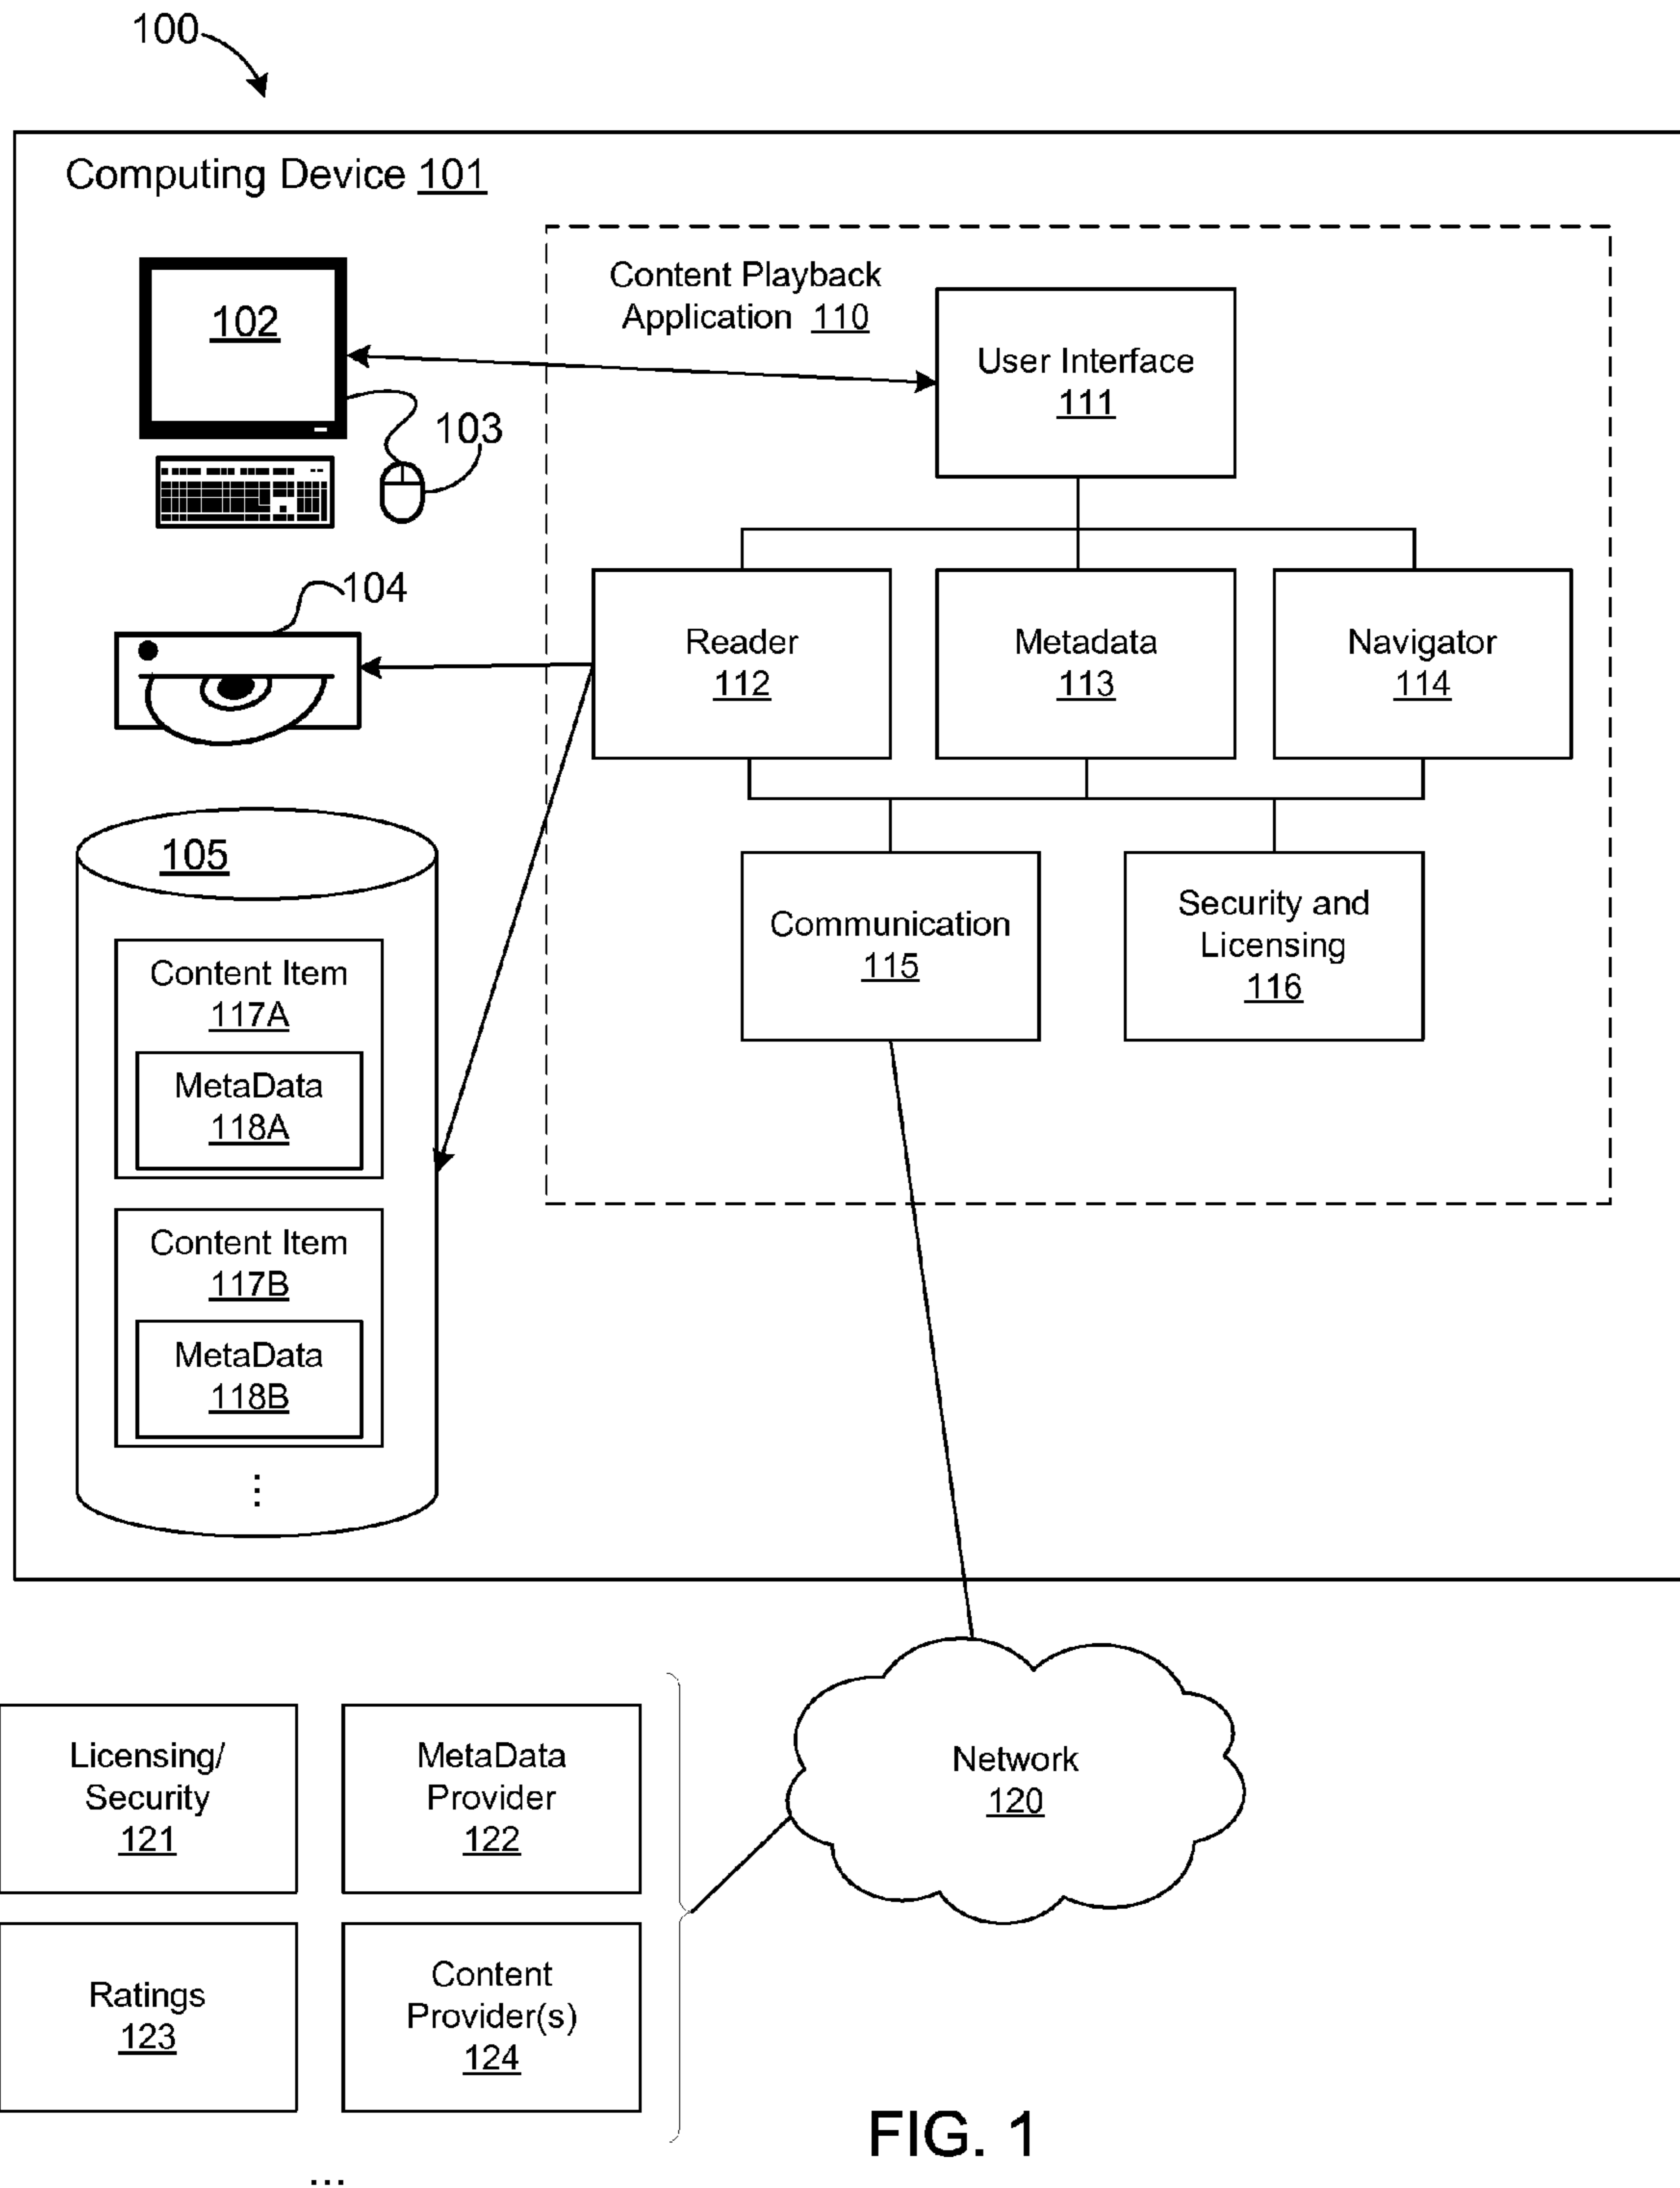 100
Computing Device 101
102
103
104
105
Content Item
117A
MetaData
118A
Content Item
117B
MetaData
118B
⋮
Content Playback
Application 110
User Interface
111
Reader
112
Metadata
113
Navigator
114
Communication
115
Security and
Licensing
116
Licensing/
Security
121
MetaData
Provider
122
Ratings
123
Content
Provider(s)
124
...
Network
120
FIG. 1